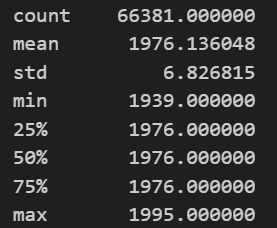 count 66381.000000
mean 1976.136048
std 6.826815
min 1939.000000
25% 1976.000000
50% 1976.000000
75% 1976.000000
max 1995.000000